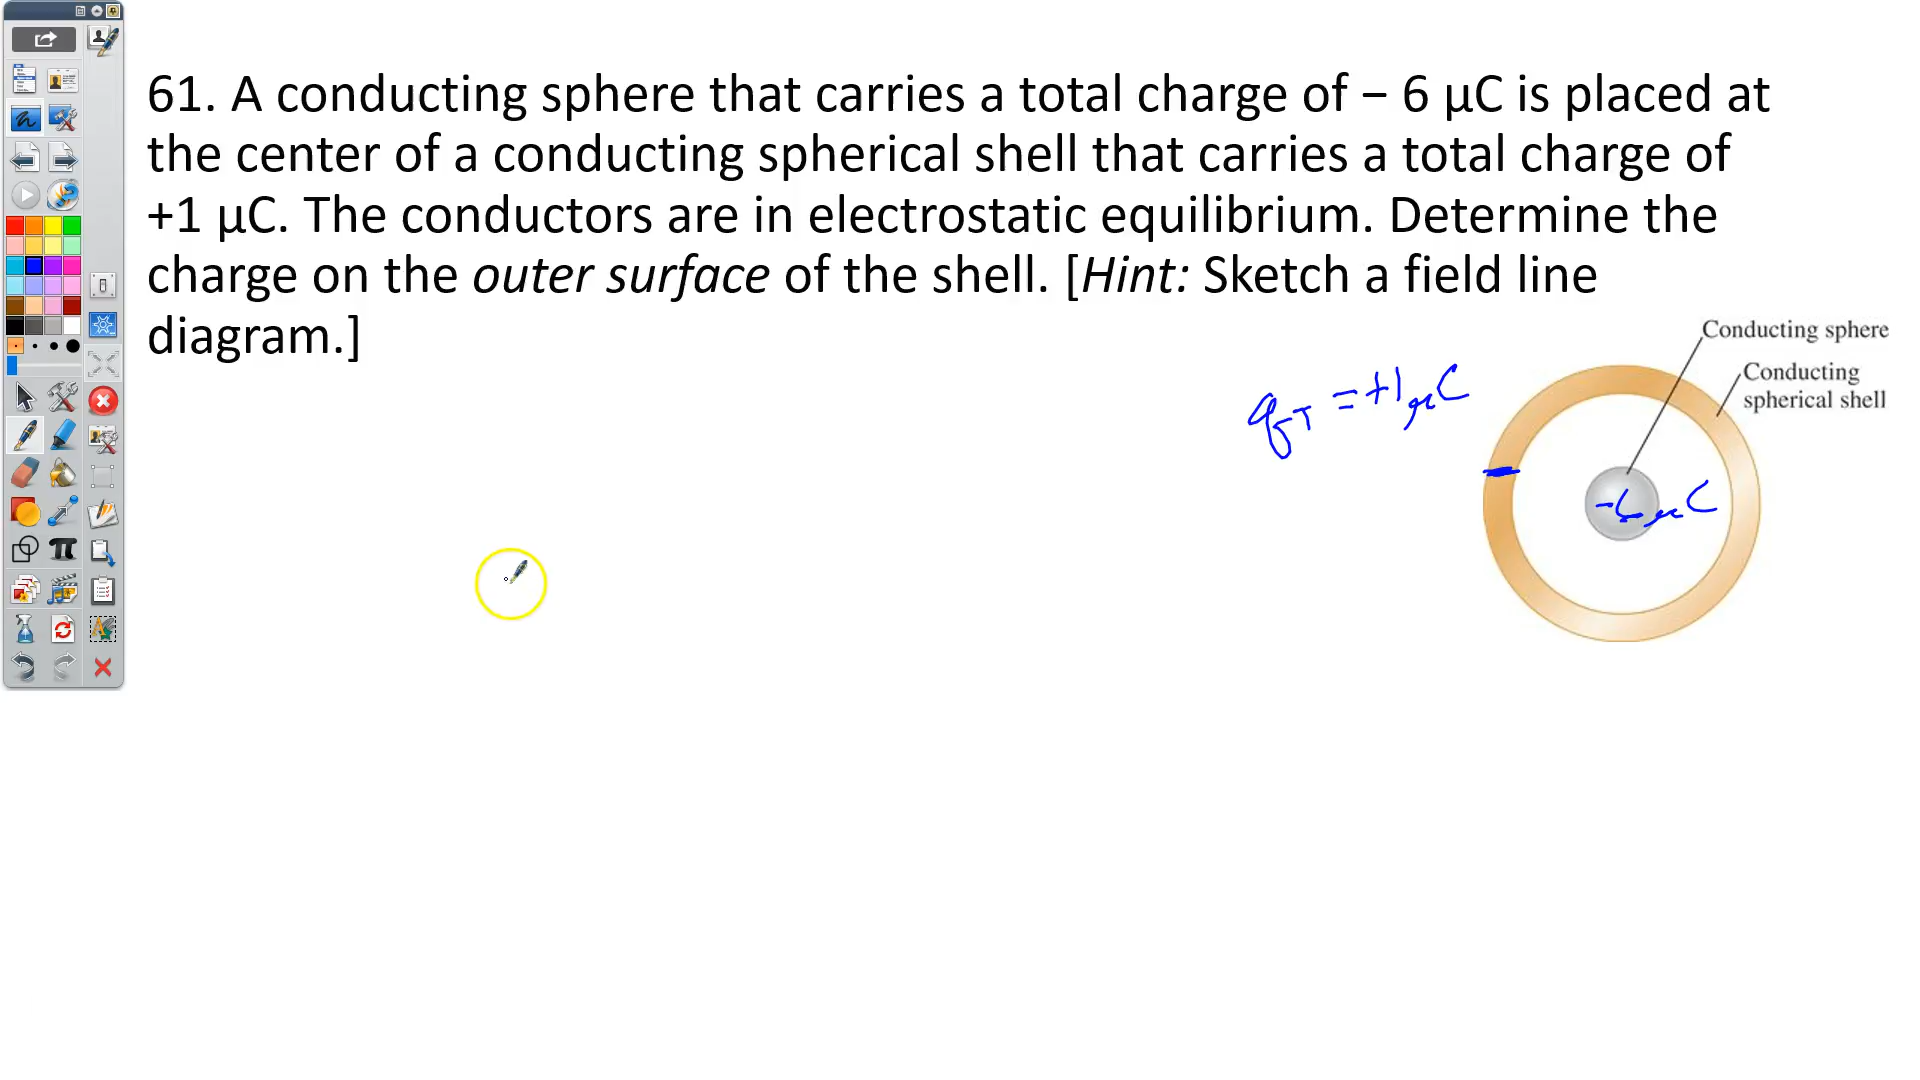 61. A conducting sphere that carries a total charge of − 6 μC is placed at
the center of a conducting spherical shell that carries a total charge of
+1 μC. The conductors are in electrostatic equilibrium. Determine the
charge on the outer surface of the shell. [Hint: Sketch a field line
diagram.]
Conducting sphere
Conducting
spherical shell
q_T = +1 μC
-6 μC